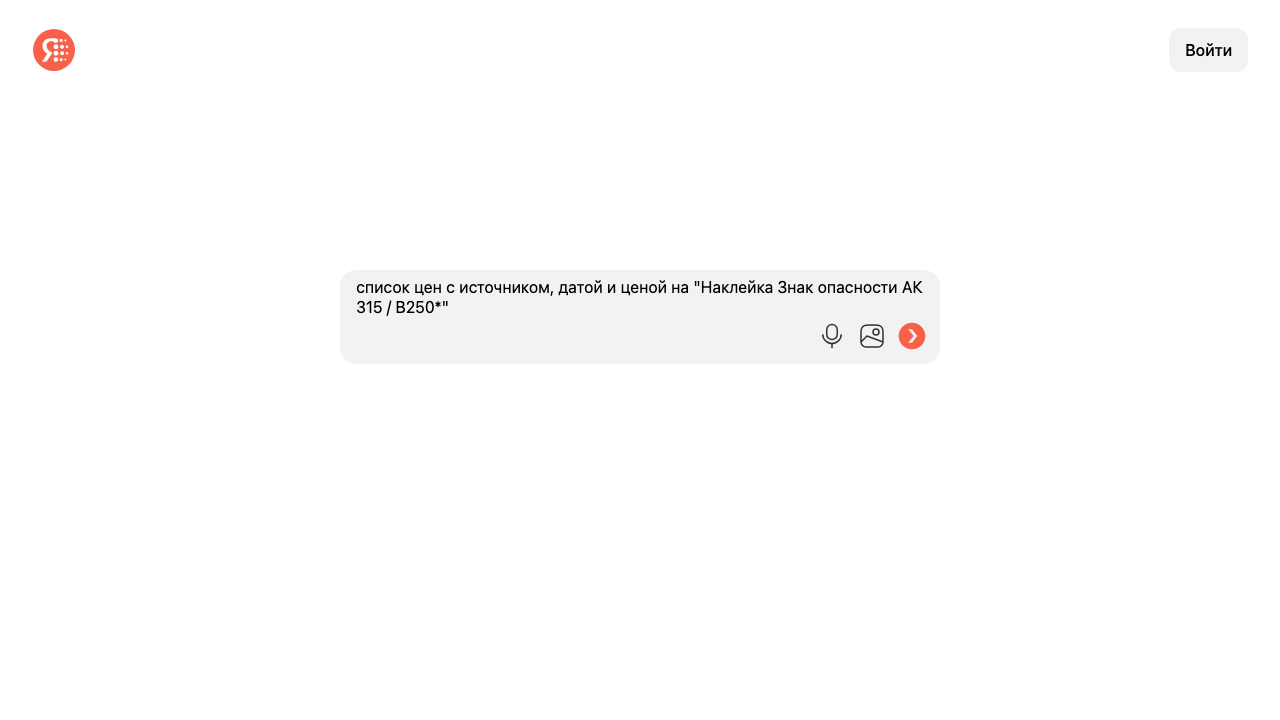 Я
Войти
список цен с источником, датой и ценой на "Наклейка Знак опасности АК
315 / В250*"